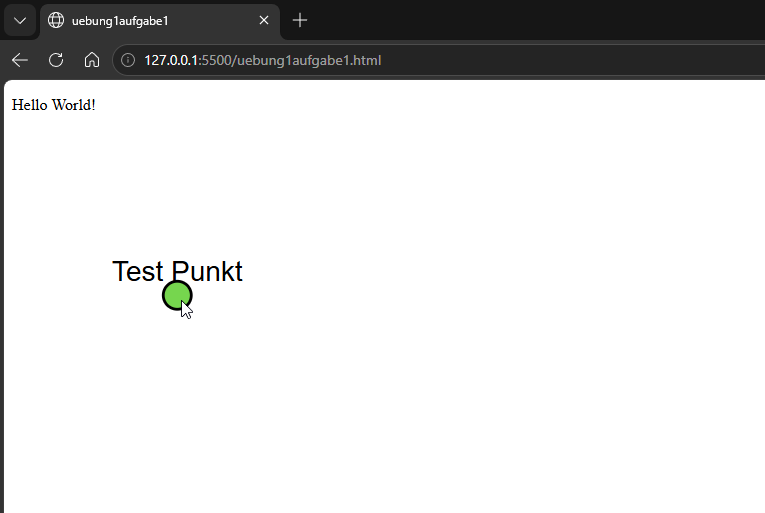 uebung1aufgabe1
127.0.0.1:5500/uebung1aufgabe1.html
Hello World!
Test Punkt